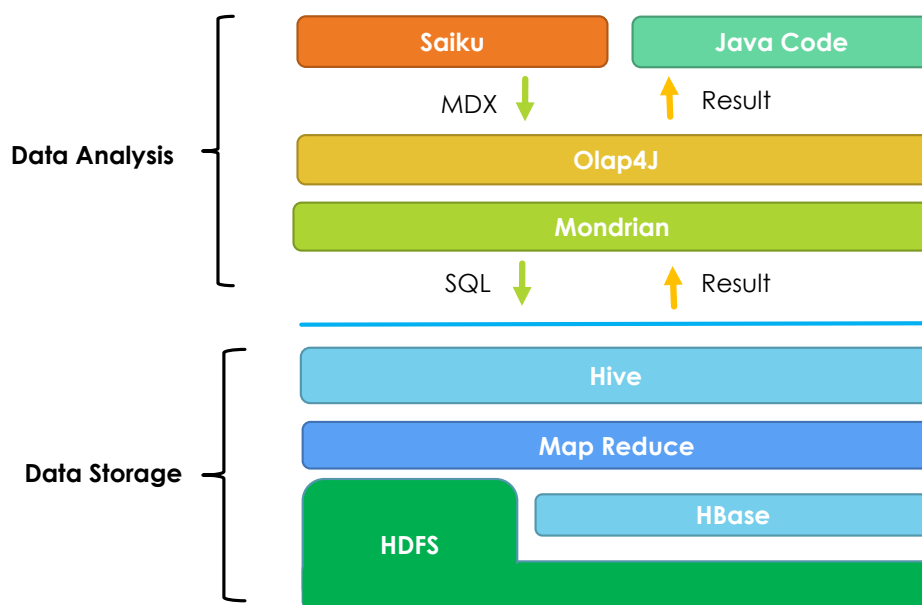 Saiku
Java Code
MDX
Result
Data Analysis
Olap4J
Mondrian
SQL
Result
Hive
Map Reduce
Data Storage
HBase
HDFS